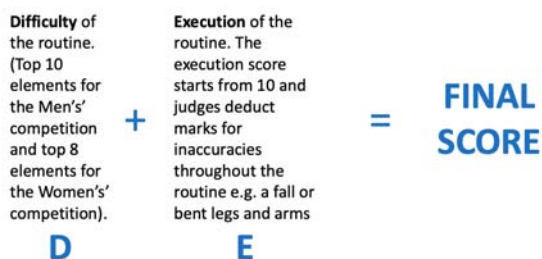 Difficulty of
the routine.
(Top 10
elements for
the Men's'
competition
and top 8
elements for
the Women's'
competition).
D
+
Execution of the
routine. The
execution score
starts from 10 and
judges deduct
marks for
inaccuracies
throughout the
routine e.g. a fall or
bent legs and arms
E
=
FINAL
SCORE